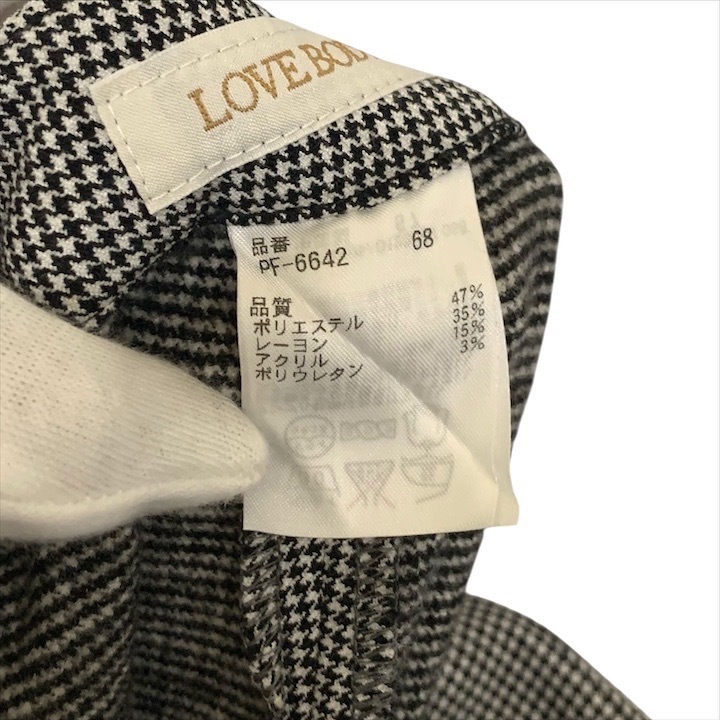 LOVE BOD
品番
PF-6642 68
品質
ポリエステル 47%
レーヨン 35%
アクリル 15%
ポリウレタン 3%